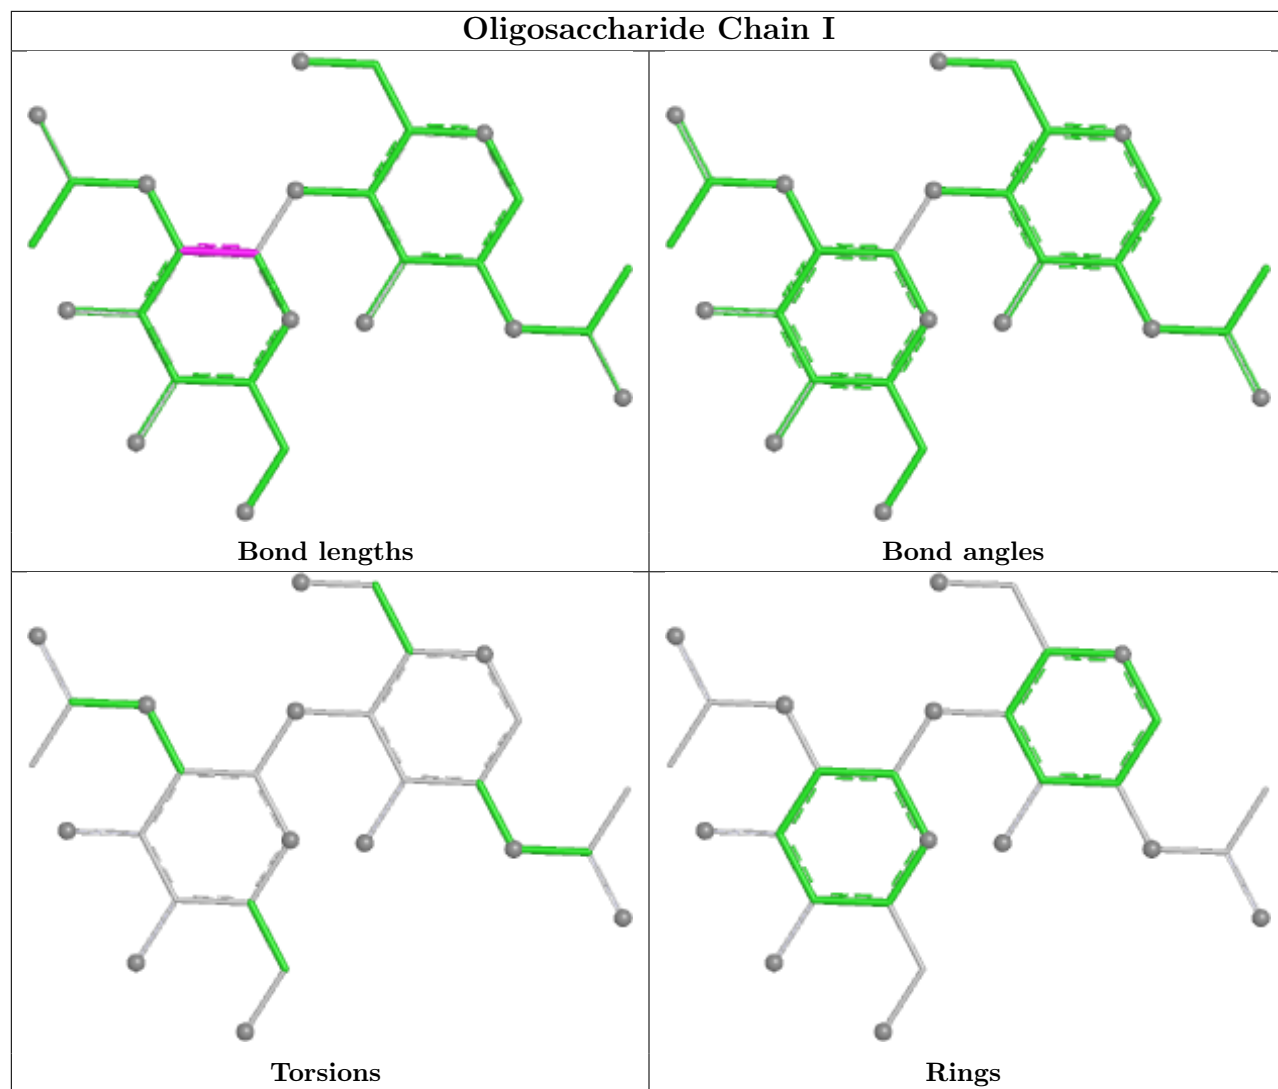 Oligosaccharide Chain I
Bond lengths
Bond angles
Torsions
Rings